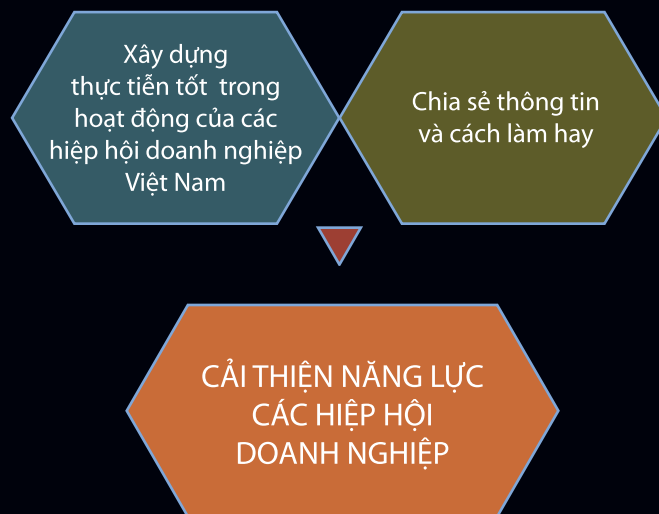 Xây dựng
thực tiễn tốt trong
hoạt động của các
hiệp hội doanh nghiệp
Việt Nam
Chia sẻ thông tin
và cách làm hay
CẢI THIỆN NĂNG LỰC
CÁC HIỆP HỘI
DOANH NGHIỆP